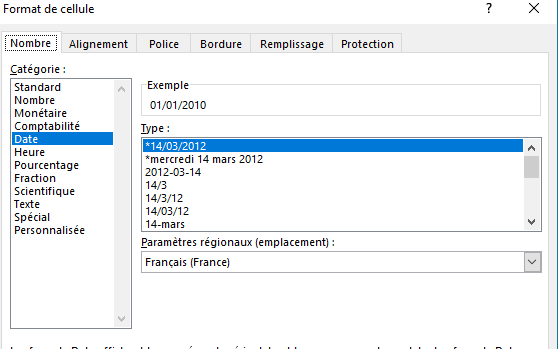 Format de cellule ? ×
Nombre Alignement Police Bordure Remplissage Protection
Catégorie :
Standard
Nombre
Monétaire
Comptabilité
Date
Heure
Pourcentage
Fraction
Scientifique
Texte
Spécial
Personnalisée
Exemple
01/01/2010
Type :
*14/03/2012
*mercredi 14 mars 2012
2012-03-14
14/3
14/3/12
14/03/12
14-mars
Paramètres régionaux (emplacement) :
Français (France)